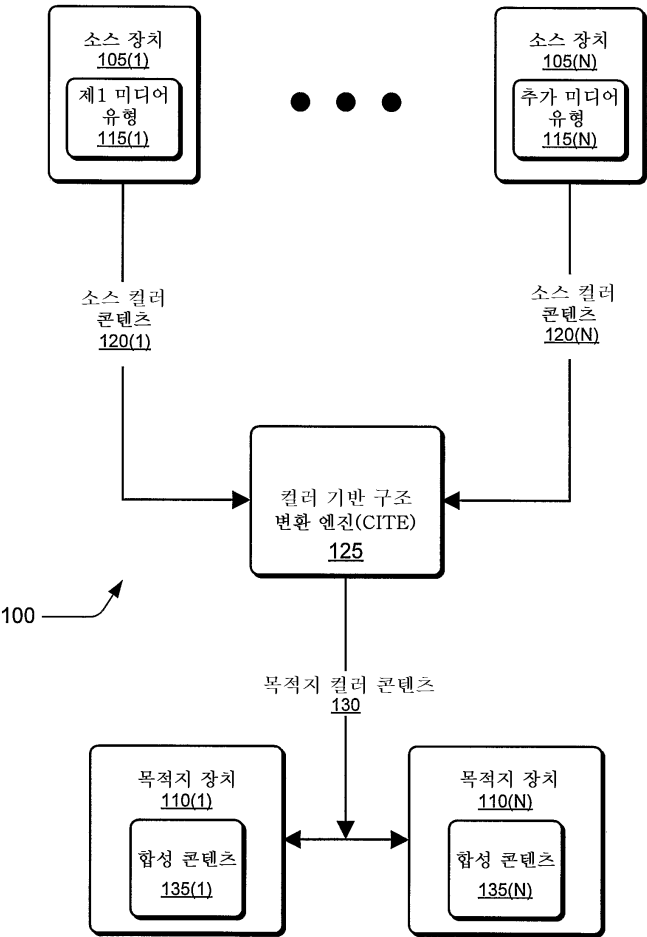 소스 장치
105(1)
제1 미디어
유형
115(1)
소스 장치
105(N)
추가 미디어
유형
115(N)
소스 컬러
콘텐츠
120(1)
소스 컬러
콘텐츠
120(N)
컬러 기반 구조
변환 엔진(CITE)
125
100
목적지 컬러 콘텐츠
130
목적지 장치
110(1)
합성 콘텐츠
135(1)
목적지 장치
110(N)
합성 콘텐츠
135(N)